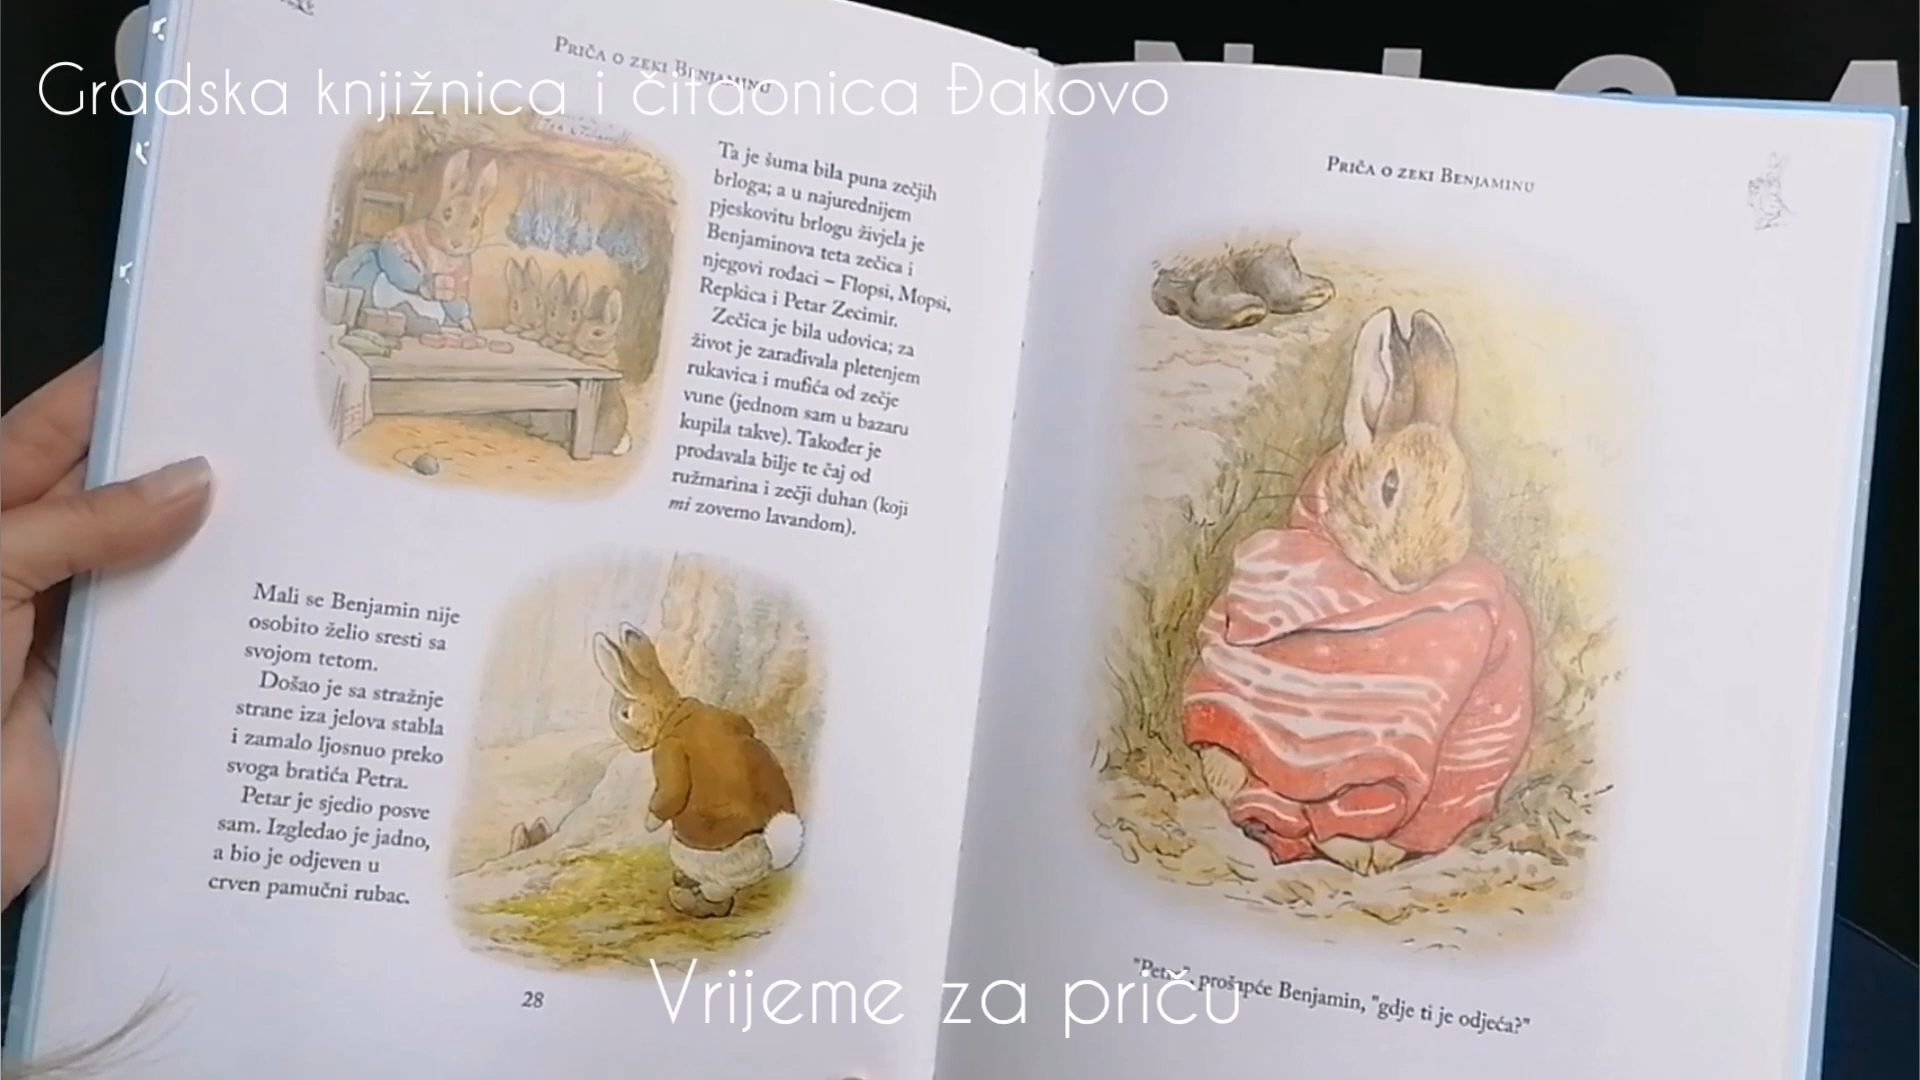 Gradska knjižnica i čitaonica Đakovo
PRIČA O ZEKI BENJAMINU
Ta je šuma bila puna zečjih
brloga; a u najurednijem
pjeskovitu brlogu živjela je
Benjaminova teta zečica i
njegovi rođaci – Flopsi, Mopsi,
Repkica i Petar Zecimir.
Zečica je bila udovica; za
život je zarađivala pletenjem
rukavica i mufića od zečje
vune (jednom sam u bazaru
kupila takve). Također je
prodavala bilje te čaj od
ružmarina i zečji duhan (koji
mi zovemo lavandom).
Mali se Benjamin nije
osobito želio sresti sa
svojom tetom.
Došao je sa stražnje
strane iza jelova stabla
i zamalo ljosnuo preko
svoga bratića Petra.
Petar je sjedio posve
sam. Izgledao je jadno,
a bio je odjeven u
crven pamučni rubac.
28
PRIČA O ZEKI BENJAMINU
"Petre", prošapće Benjamin, "gdje ti je odjeća?"
Vrijeme za priču